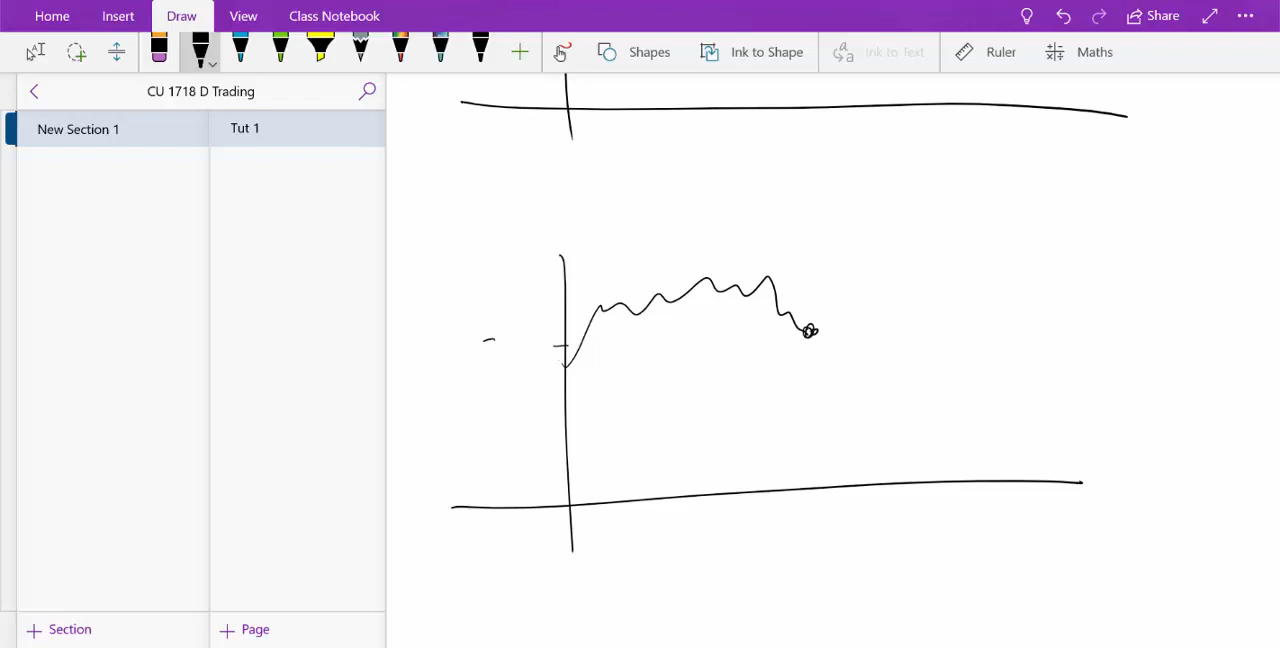 Home Insert Draw View Class Notebook Share
Shapes Ink to Shape Ink to Text Ruler Maths
CU 1718 D Trading
New Section 1 Tut 1
Section Page